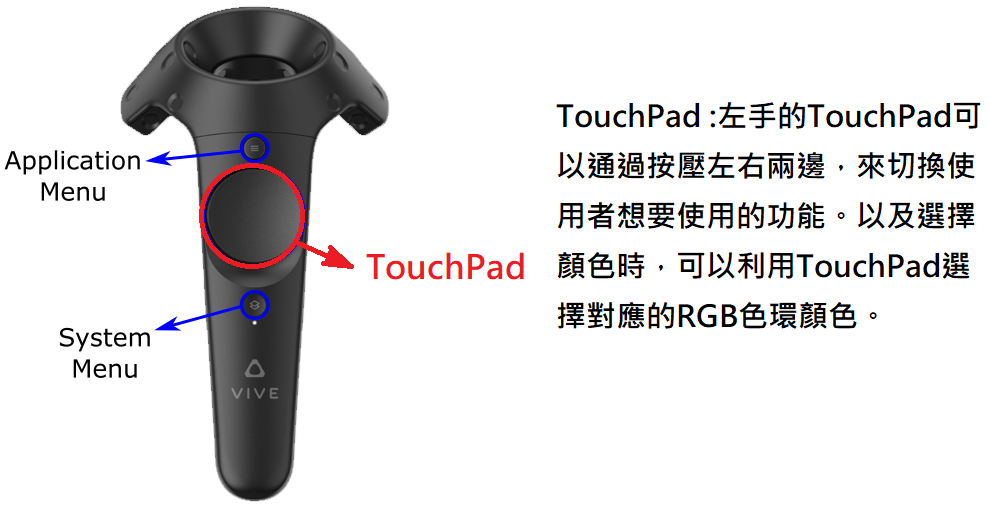 Application
Menu
TouchPad
System
Menu
VIVE
TouchPad :左手的TouchPad可
以通過按壓左右兩邊，來切換使
用者想要使用的功能。以及選擇
顏色時，可以利用TouchPad選
擇對應的RGB色環顏色。